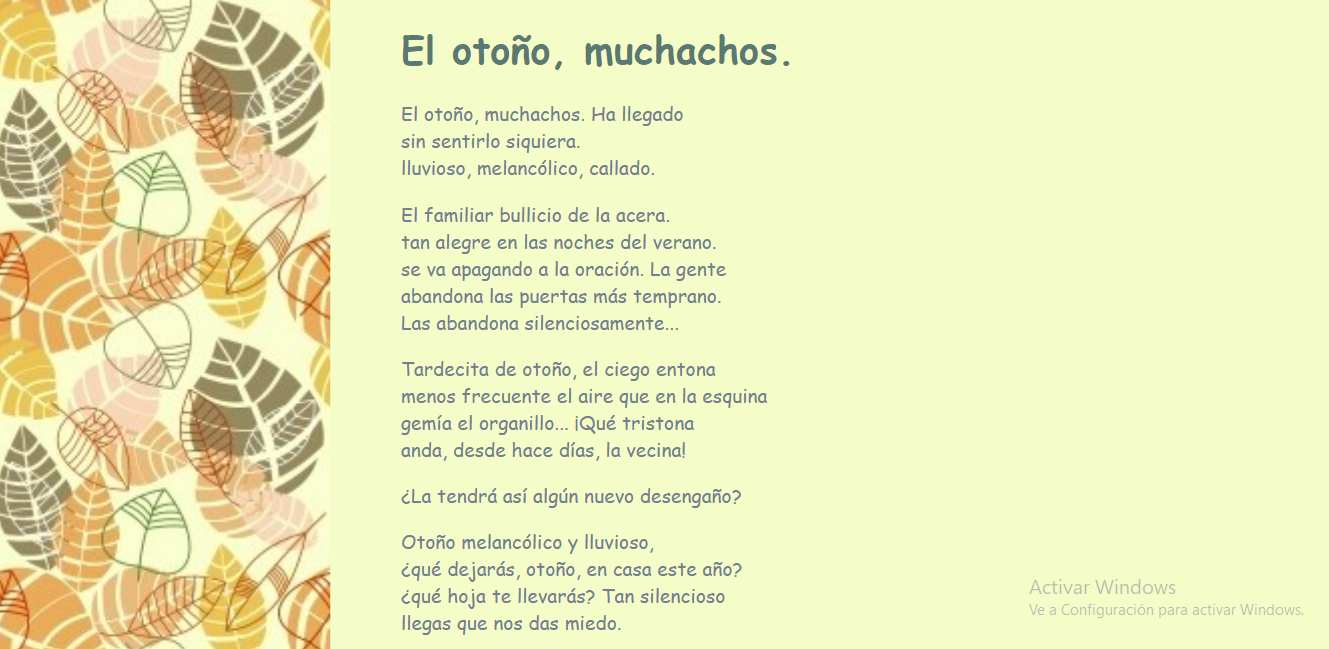 El otoño, muchachos.
El otoño, muchachos. Ha llegado
sin sentirlo siquiera.
lluvioso, melancólico, callado.
El familiar bullicio de la acera.
tan alegre en las noches del verano.
se va apagando a la oración. La gente
abandona las puertas más temprano.
Las abandona silenciosamente...
Tardecita de otoño, el ciego entona
menos frecuente el aire que en la esquina
gemía el organillo... ¡Qué tristona
anda, desde hace días, la vecina!
¿La tendrá así algún nuevo desengaño?
Otoño melancólico y lluvioso,
¿qué dejarás, otoño, en casa este año?
¿qué hoja te llevarás? Tan silencioso
llegas que nos das miedo.
Activar Windows
Ve a Configuración para activar Windows.